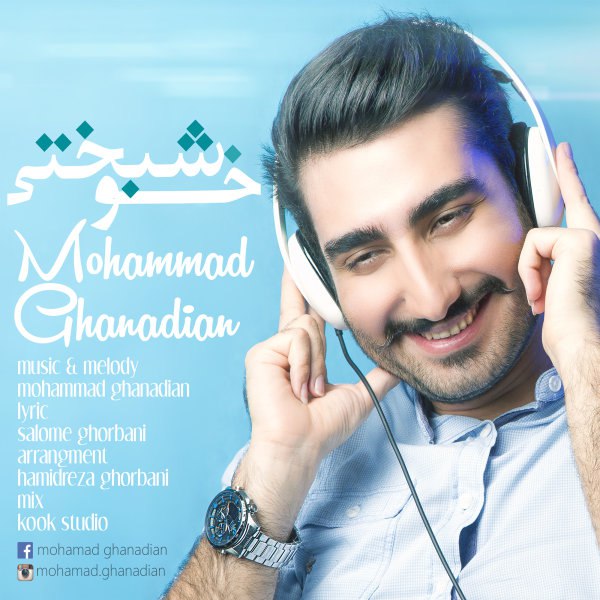 خوشبختی
Mohammad
Ghanadian
music & melody
mohammad ghanadian
lyric
salome ghorbani
arrangment
hamidreza ghorbani
mix
kook studio
mohamad ghanadian
mohamad.ghanadian